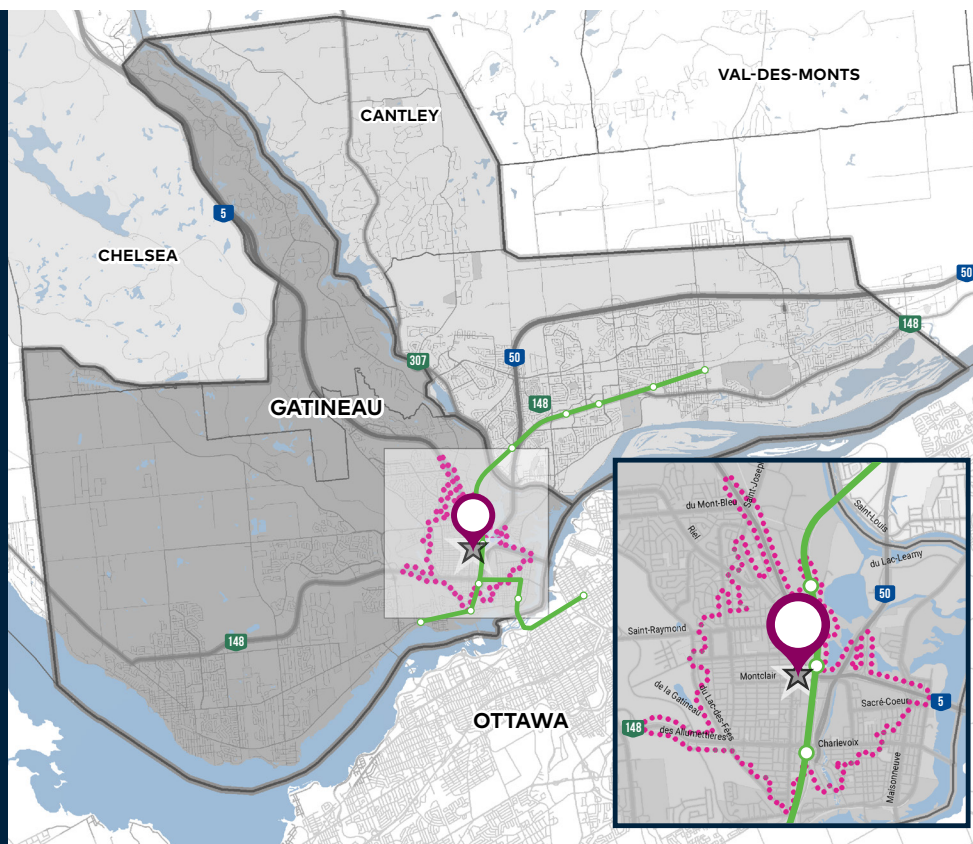 VAL-DES-MONTS
CANTLEY
5
CHELSEA
50
148
307
50
148
GATINEAU
148
OTTAWA
Saint-Joseph
du Mont-Bleu
Riel
Saint-Louis
du Lac-Leamy
50
Saint-Raymond
Montclair
de la Gatineau
du Lac-des-Fées
Sacré-Coeur
5
148
des Allumettières
Charlevoix
Maisonneuve